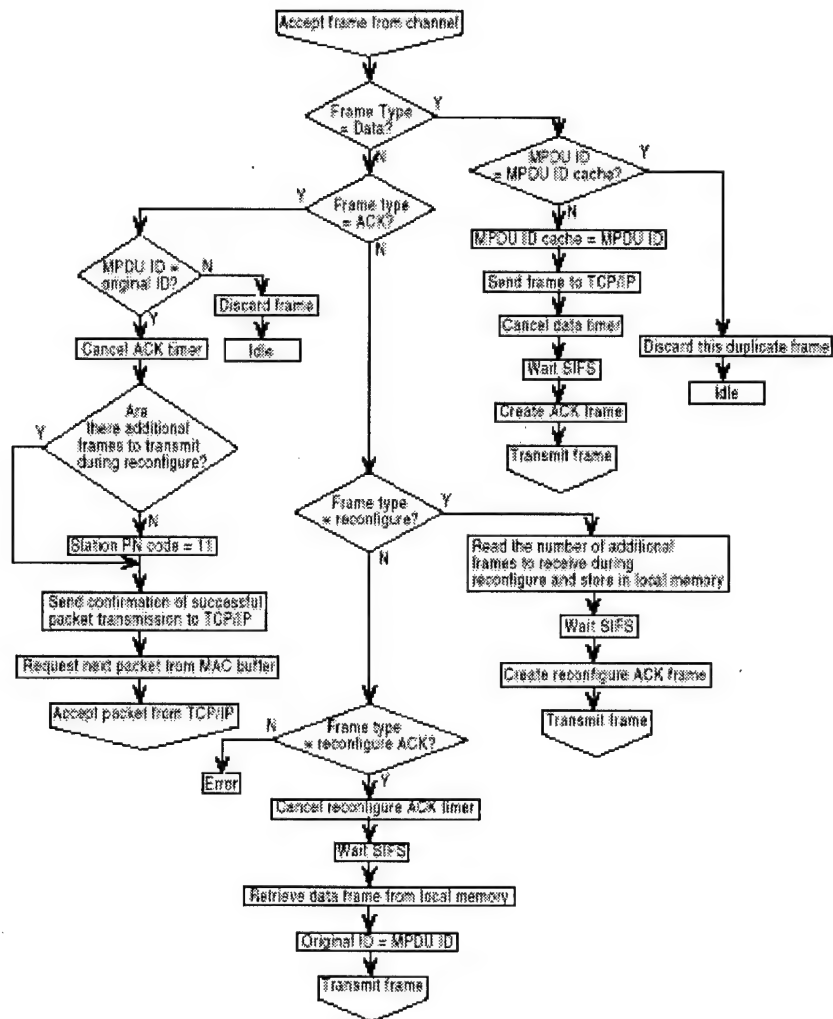 Accept frame from channel
Frame Type
= Data?
Y
N
MPDU ID
= MPDU ID cache?
Y
N
Frame type
= ACK?
Y
N
MPDU ID cache = MPDU ID
Send frame to TCP/IP
Cancel data timer
Wait SIFS
Create ACK frame
Transmit frame
Discard this duplicate frame
Idle
MPDU ID =
original ID?
N
Y
Discard frame
Idle
Cancel ACK timer
Are
there additional
frames to transmit
during reconfigure?
Y
N
Station PN code = 11
Send confirmation of successful
packet transmission to TCP/IP
Request next packet from MAC buffer
Accept packet from TCP/IP
Frame type
= reconfigure?
Y
N
Read the number of additional
frames to receive during
reconfigure and store in local memory
Wait SIFS
Create reconfigure ACK frame
Transmit frame
Frame type
= reconfigure ACK?
N
Y
Error
Cancel reconfigure ACK timer
Wait SIFS
Retrieve data frame from local memory
Original ID = MPDU ID
Transmit frame